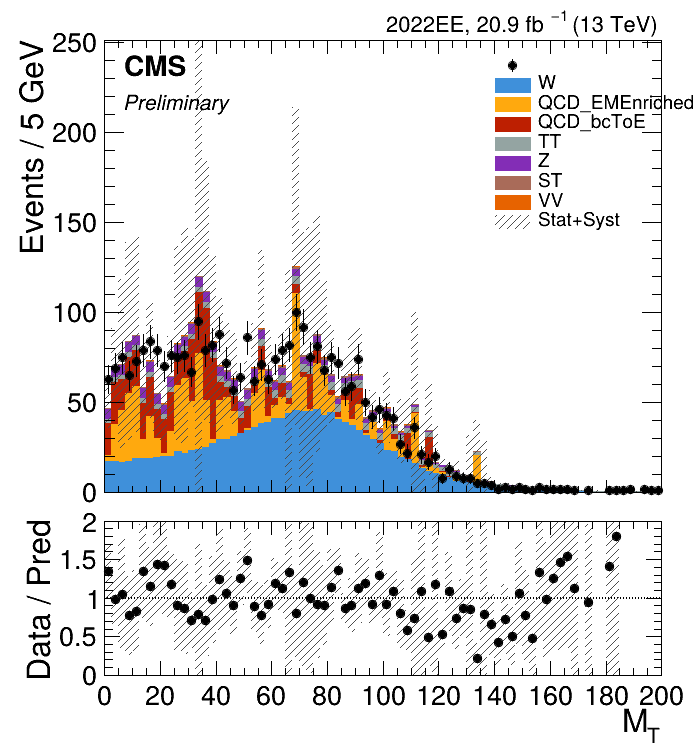 2022EE, 20.9 fb⁻¹ (13 TeV)
CMS
Preliminary
W
QCD_EMEnriched
QCD_bcToE
TT
Z
ST
VV
Stat+Syst
Events / 5 GeV
250
200
150
100
50
0
Data / Pred
2
1.5
1
0.5
0
0 20 40 60 80 100 120 140 160 180 200
M_T